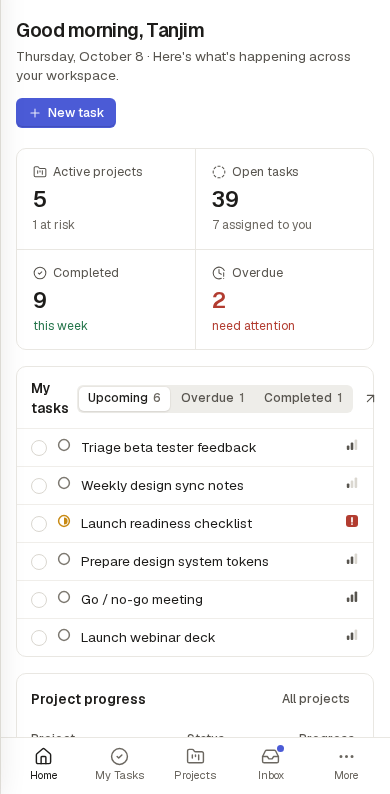 Good morning, Tanjim
Thursday, October 8 · Here's what's happening across
your workspace.
New task
Active projects
5
1 at risk
Open tasks
39
7 assigned to you
Completed
9
this week
Overdue
2
need attention
My tasks
Upcoming 6
Overdue 1
Completed 1
Triage beta tester feedback
Weekly design sync notes
Launch readiness checklist
Prepare design system tokens
Go / no-go meeting
Launch webinar deck
Project progress
All projects
Project Status Progress
Home
My Tasks
Projects
Inbox
More